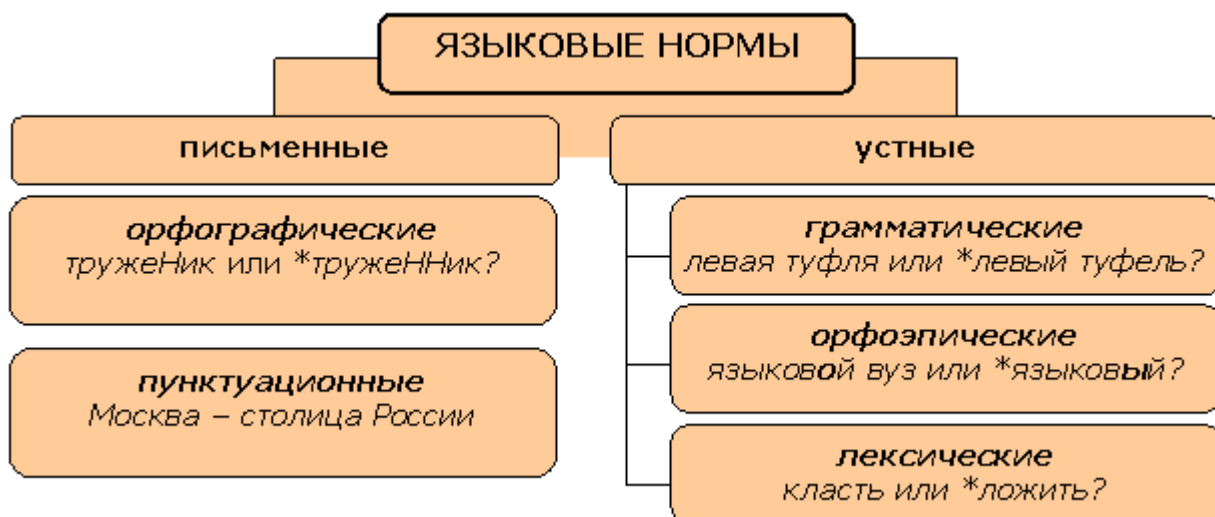 ЯЗЫКОВЫЕ НОРМЫ
письменные
орфографические
тружеНик или *тружеННик?
пунктуационные
Москва – столица России
устные
грамматические
левая туфля или *левый туфель?
орфоэпические
языковой вуз или *языковый?
лексические
класть или *ложить?